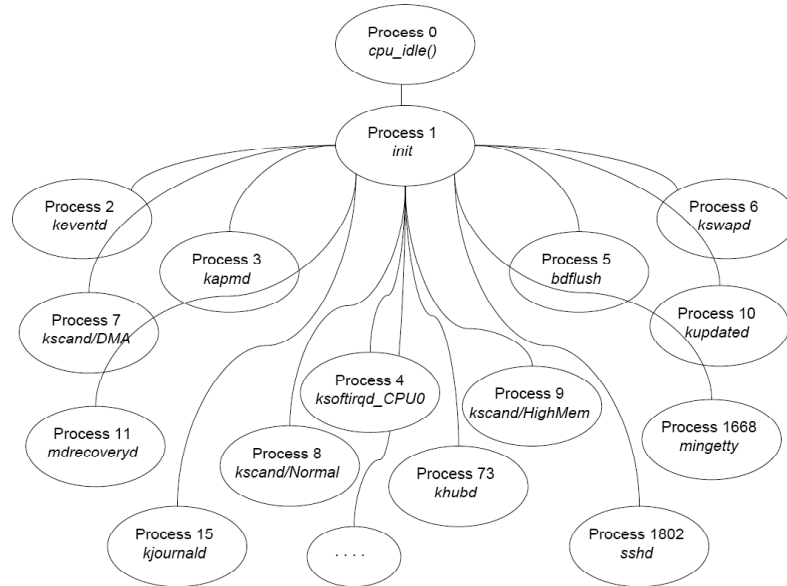 Process 0
cpu_idle()
Process 1
init
Process 2
keventd
Process 6
kswapd
Process 3
kapmd
Process 5
bdflush
Process 7
kscand/DMA
Process 10
kupdated
Process 4
ksoftirqd_CPU0
Process 9
kscand/HighMem
Process 11
mdrecoveryd
Process 1668
mingetty
Process 8
kscand/Normal
Process 73
khubd
Process 15
kjournald
. . . .
Process 1802
sshd